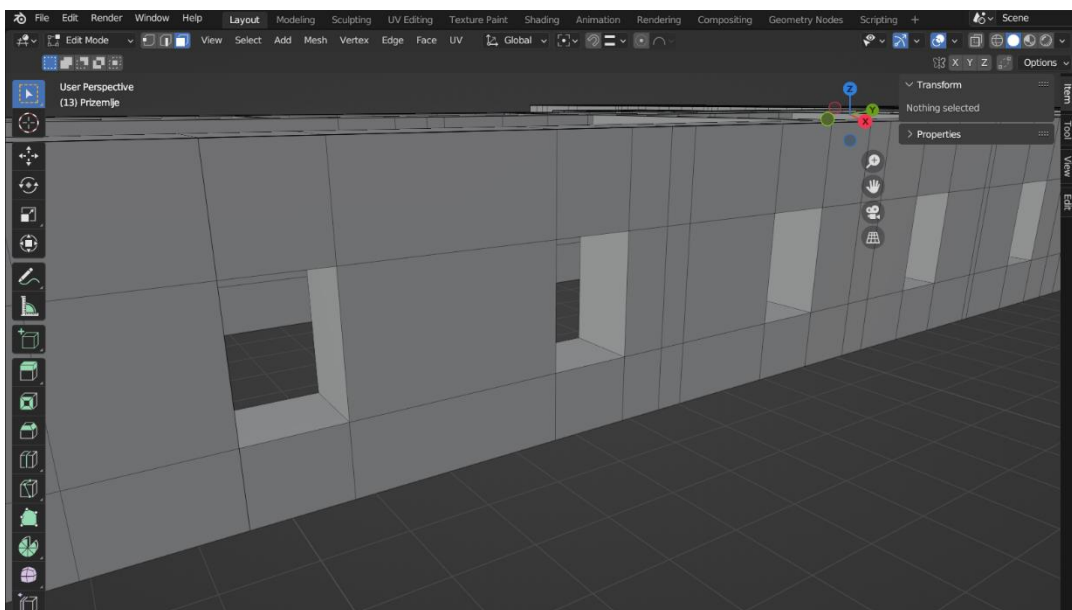 File Edit Render Window Help Layout Modeling Sculpting UV Editing Texture Paint Shading Animation Rendering Compositing Geometry Nodes Scripting + Scene
Edit Mode View Select Add Mesh Vertex Edge Face UV Global
X Y Z Options
User Perspective
(13) Prizemlje
Transform
Nothing selected
Properties
Item
Tool
View
Edit
Z
Y
X